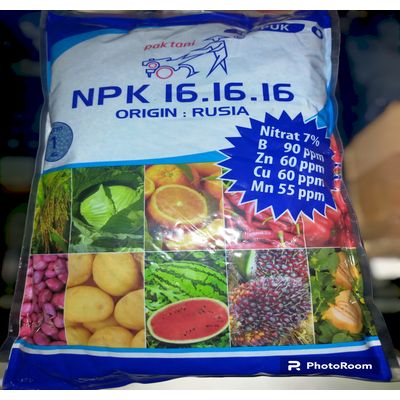 pak tani
NPK 16.16.16
ORIGIN : RUSIA
Nitrat 7%
B 90 ppm
Zn 60 ppm
Cu 60 ppm
Mn 55 ppm
1
PhotoRoom